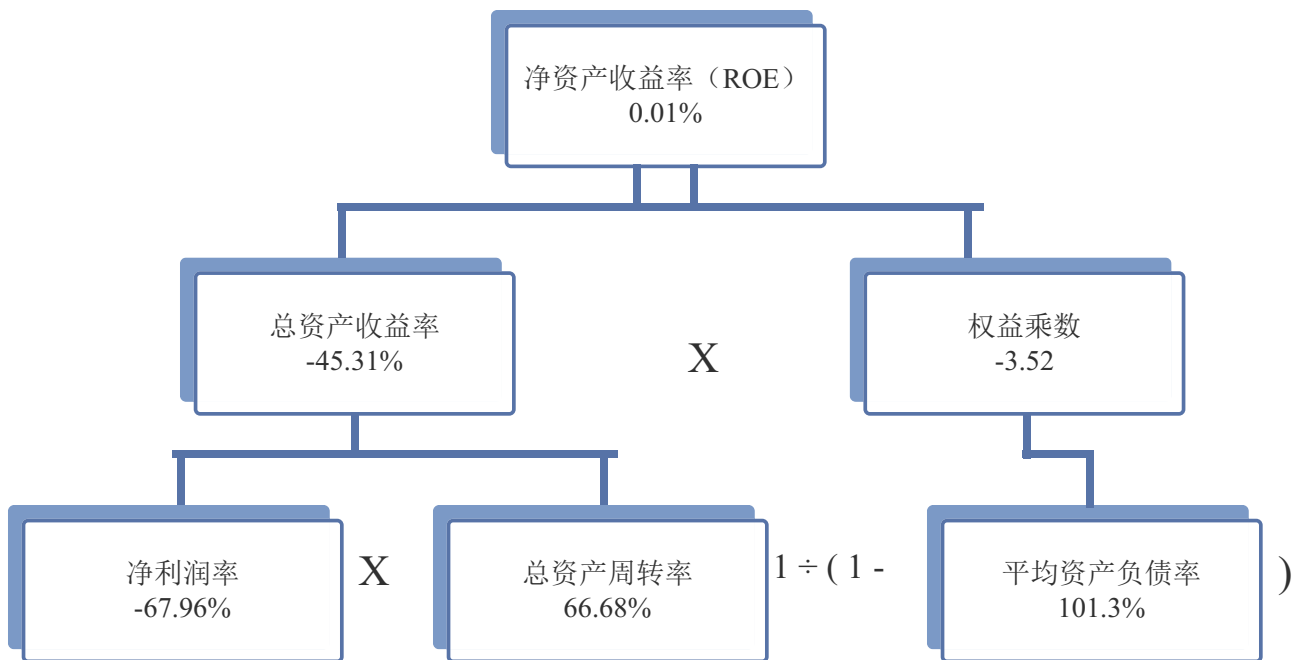 净资产收益率（ROE）
0.01%
总资产收益率
-45.31%
X
权益乘数
-3.52
净利润率
-67.96%
X
总资产周转率
66.68%
1 ÷ ( 1 -
平均资产负债率
101.3%
)